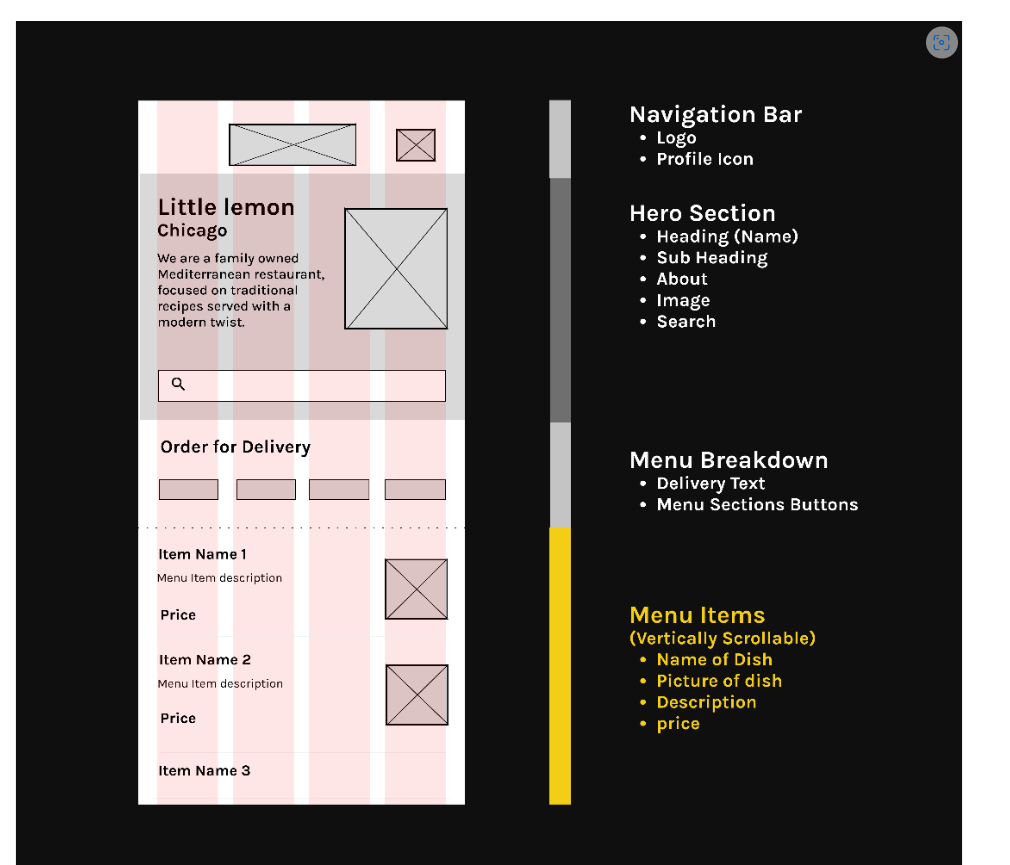 Little lemon
Chicago
We are a family owned
Mediterranean restaurant,
focused on traditional
recipes served with a
modern twist.
Order for Delivery
Item Name 1
Menu Item description
Price
Item Name 2
Menu Item description
Price
Item Name 3
Navigation Bar
• Logo
• Profile Icon
Hero Section
• Heading (Name)
• Sub Heading
• About
• Image
• Search
Menu Breakdown
• Delivery Text
• Menu Sections Buttons
Menu Items
(Vertically Scrollable)
• Name of Dish
• Picture of dish
• Description
• price